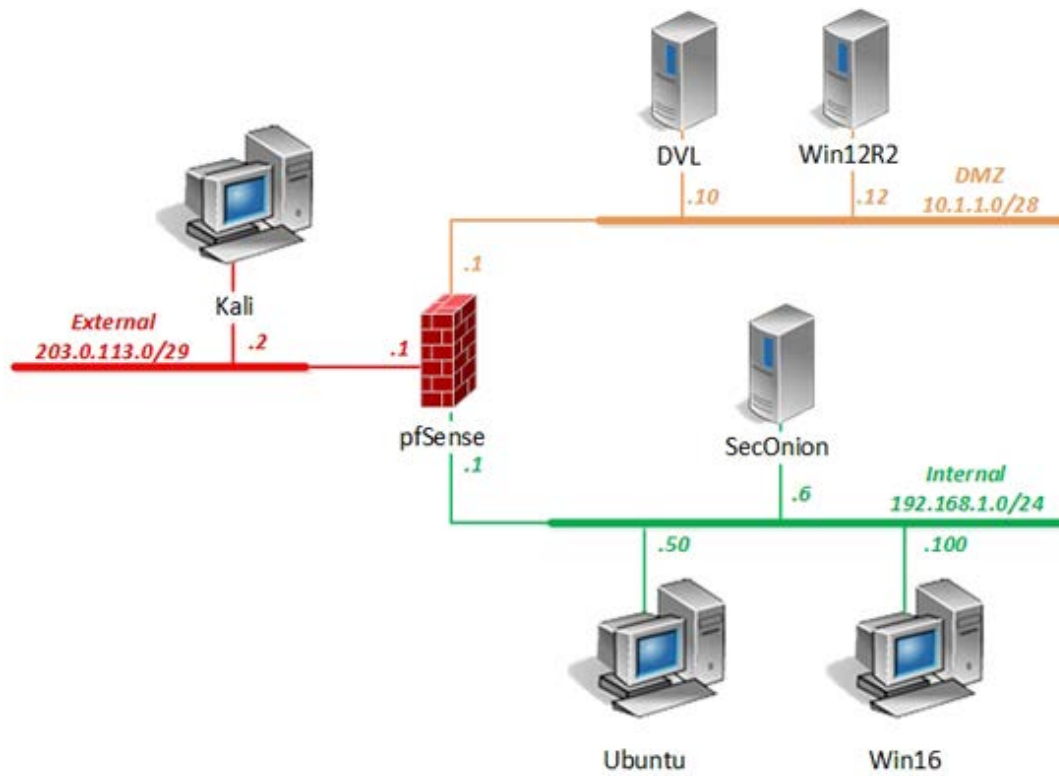 DVL
Win12R2
.10
.12
DMZ
10.1.1.0/28
Kali
.1
External
203.0.113.0/29
.2
.1
pfSense
.1
SecOnion
.6
Internal
192.168.1.0/24
.50
.100
Ubuntu
Win16